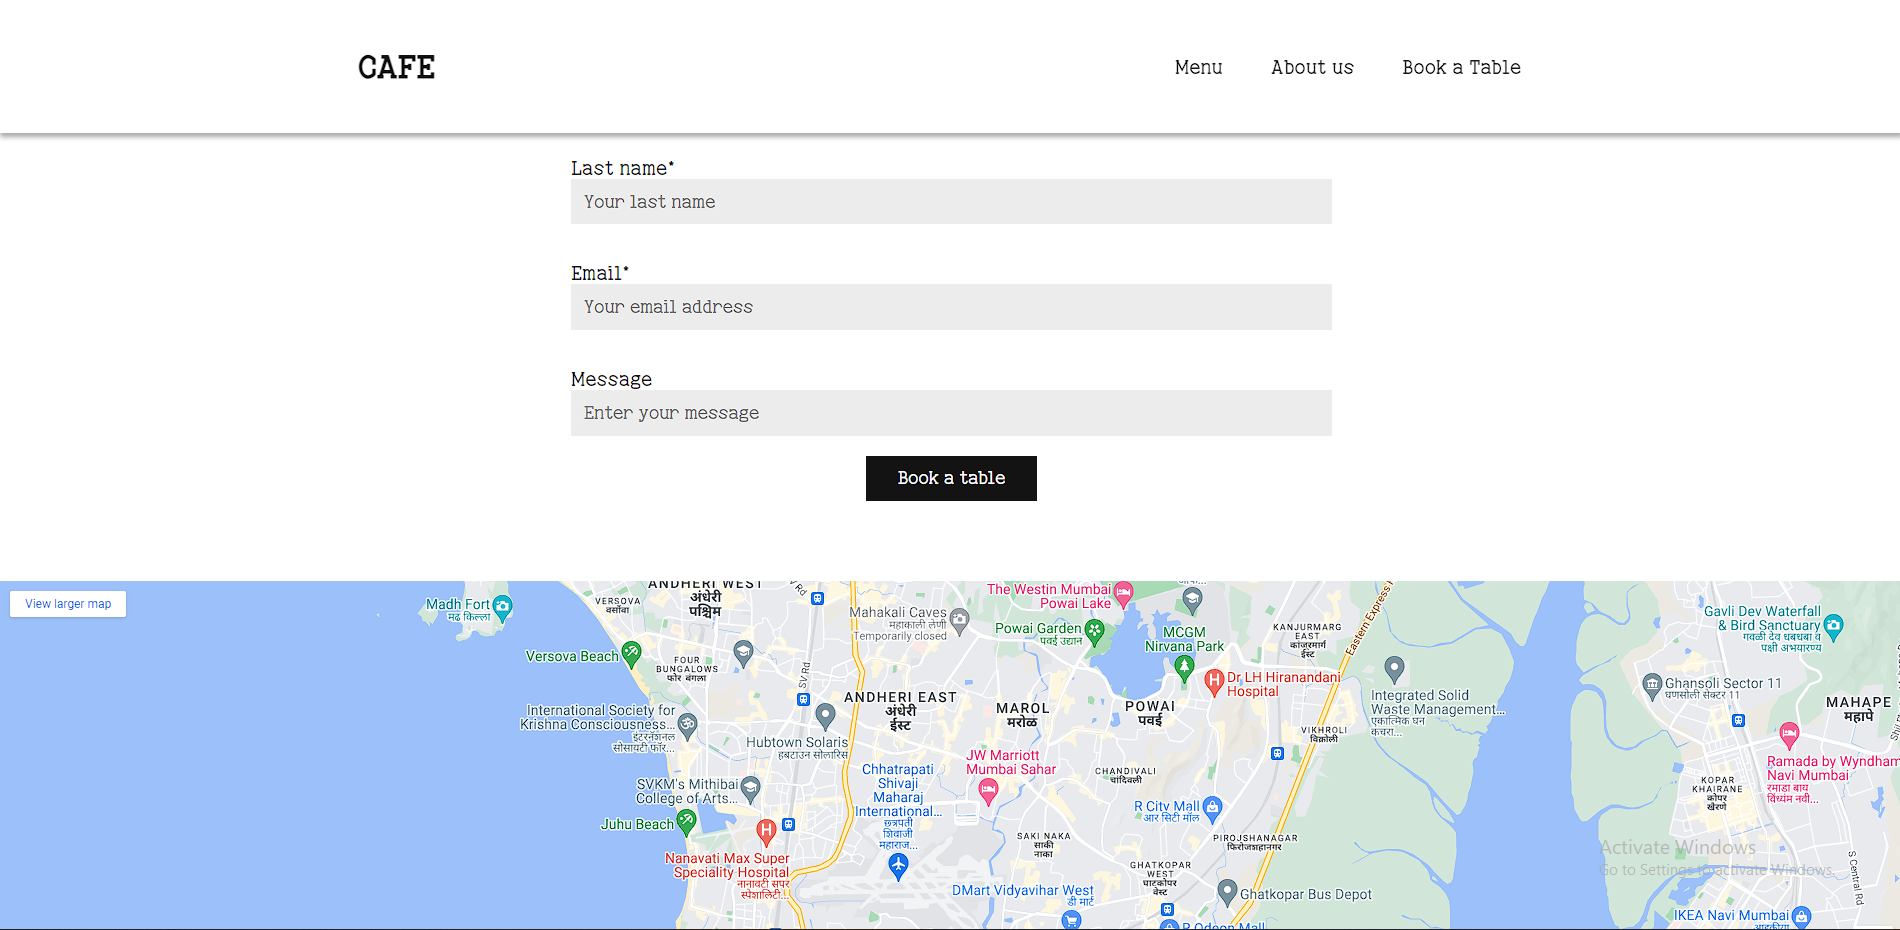 CAFE
Menu
About us
Book a Table
Last name*
Your last name
Email*
Your email address
Message
Enter your message
Book a table
View larger map
Madh Fort
मढ किल्ला
VERSOVA
वर्सोवा
ANDHERI WEST
अंधेरी
पश्चिम
V Rd
Mahakali Caves
महाकाली लेणी
Temporarily closed
The Westin Mumbai
Powai Lake
Powai Garden
पवई उद्यान
MCGM
Nirvana Park
KANJURMARG
EAST
कांजुरमार्ग
ईस्ट
Eastern Express
Gavli Dev Waterfall
& Bird Sanctuary
गवळी देव धबधबा व
पक्षी अभयारण्य
Versova Beach
FOUR
BUNGALOWS
फोर बंगला
SV Rd
ANDHERI EAST
अंधेरी
ईस्ट
MAROL
मरोळ
POWAI
पवई
Dr LH Hiranandani
Hospital
Integrated Solid
Waste Management...
एकात्मिक घन
कचरा...
Ghansoli Sector 11
घणसोली सेक्टर 11
MAHAPE
महापे
International Society for
Krishna Consciousness...
इंटरनॅशनल
सोसायटी फॉर...
Hubtown Solaris
हबटाउन सोलारिस
VIKHROLI
विक्रोली
JW Marriott
Mumbai Sahar
CHANDIVALI
चांदिवली
Ramada by Wyndham
Navi Mumbai
रमाडा बाय
विंध्यम नवी...
SVKM's Mithibai
College of Arts...
Chhatrapati
Shivaji
Maharaj
International...
छत्रपती
शिवाजी
महाराज...
R City Mall
आर सिटी मॉल
KOPAR
KHAIRANE
कोपर
खैरणे
Juhu Beach
SAKI NAKA
साकी
नाका
PIROJSHANAGAR
फिरोजशहानगर
Nanavati Max Super
Speciality Hospital
नानावटी सुपर
स्पेशालिटी...
GHATKOPAR
WEST
घाटकोपर
वेस्ट
DMart Vidyavihar West
डी मार्ट
Ghatkopar Bus Depot
R Odeon Mall
S Central Rd
IKEA Navi Mumbai
Activate Windows
Go to Settings to activate Windows.